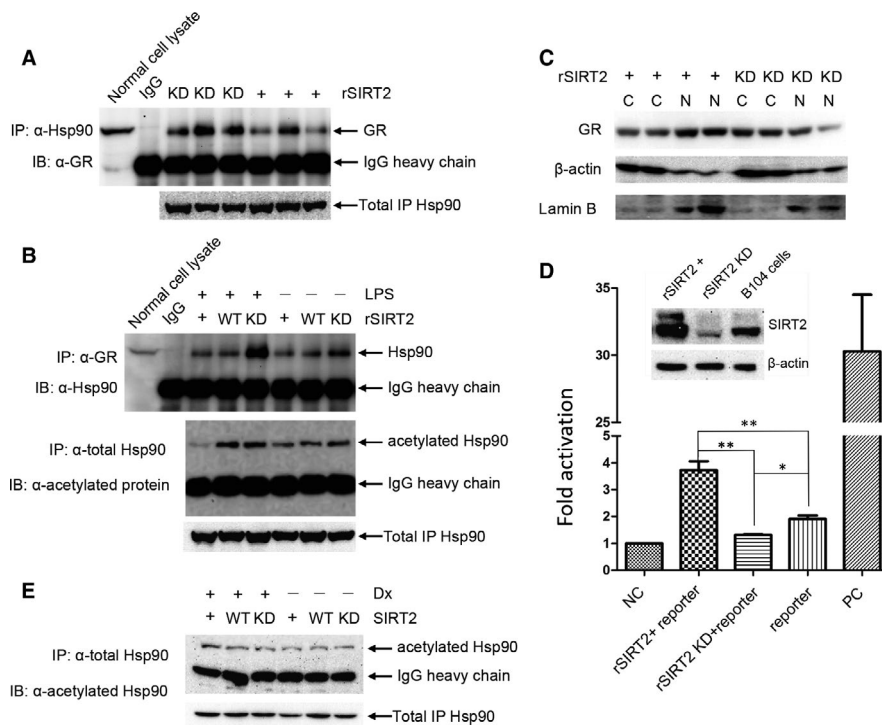 A
Normal cell lysate
IgG
KD KD KD + + + rSIRT2
IP: α-Hsp90
GR
IB: α-GR
IgG heavy chain
Total IP Hsp90
B
Normal cell lysate
IgG
+ + + – – – LPS
+ WT KD + WT KD rSIRT2
IP: α-GR
Hsp90
IB: α-Hsp90
IgG heavy chain
IP: α-total Hsp90
acetylated Hsp90
IB: α-acetylated protein
IgG heavy chain
Total IP Hsp90
E
+ + + – – – Dx
+ WT KD + WT KD SIRT2
IP: α-total Hsp90
acetylated Hsp90
IB: α-acetylated Hsp90
IgG heavy chain
Total IP Hsp90
C
rSIRT2 + + + + KD KD KD KD
C C N N C C N N
GR
β-actin
Lamin B
D
rSIRT2 +
rSIRT2 KD
B104 cells
SIRT2
β-actin
Fold activation
35
30
25
5
4
3
2
1
0
**
**
*
NC
rSIRT2+ reporter
rSIRT2 KD+reporter
reporter
PC